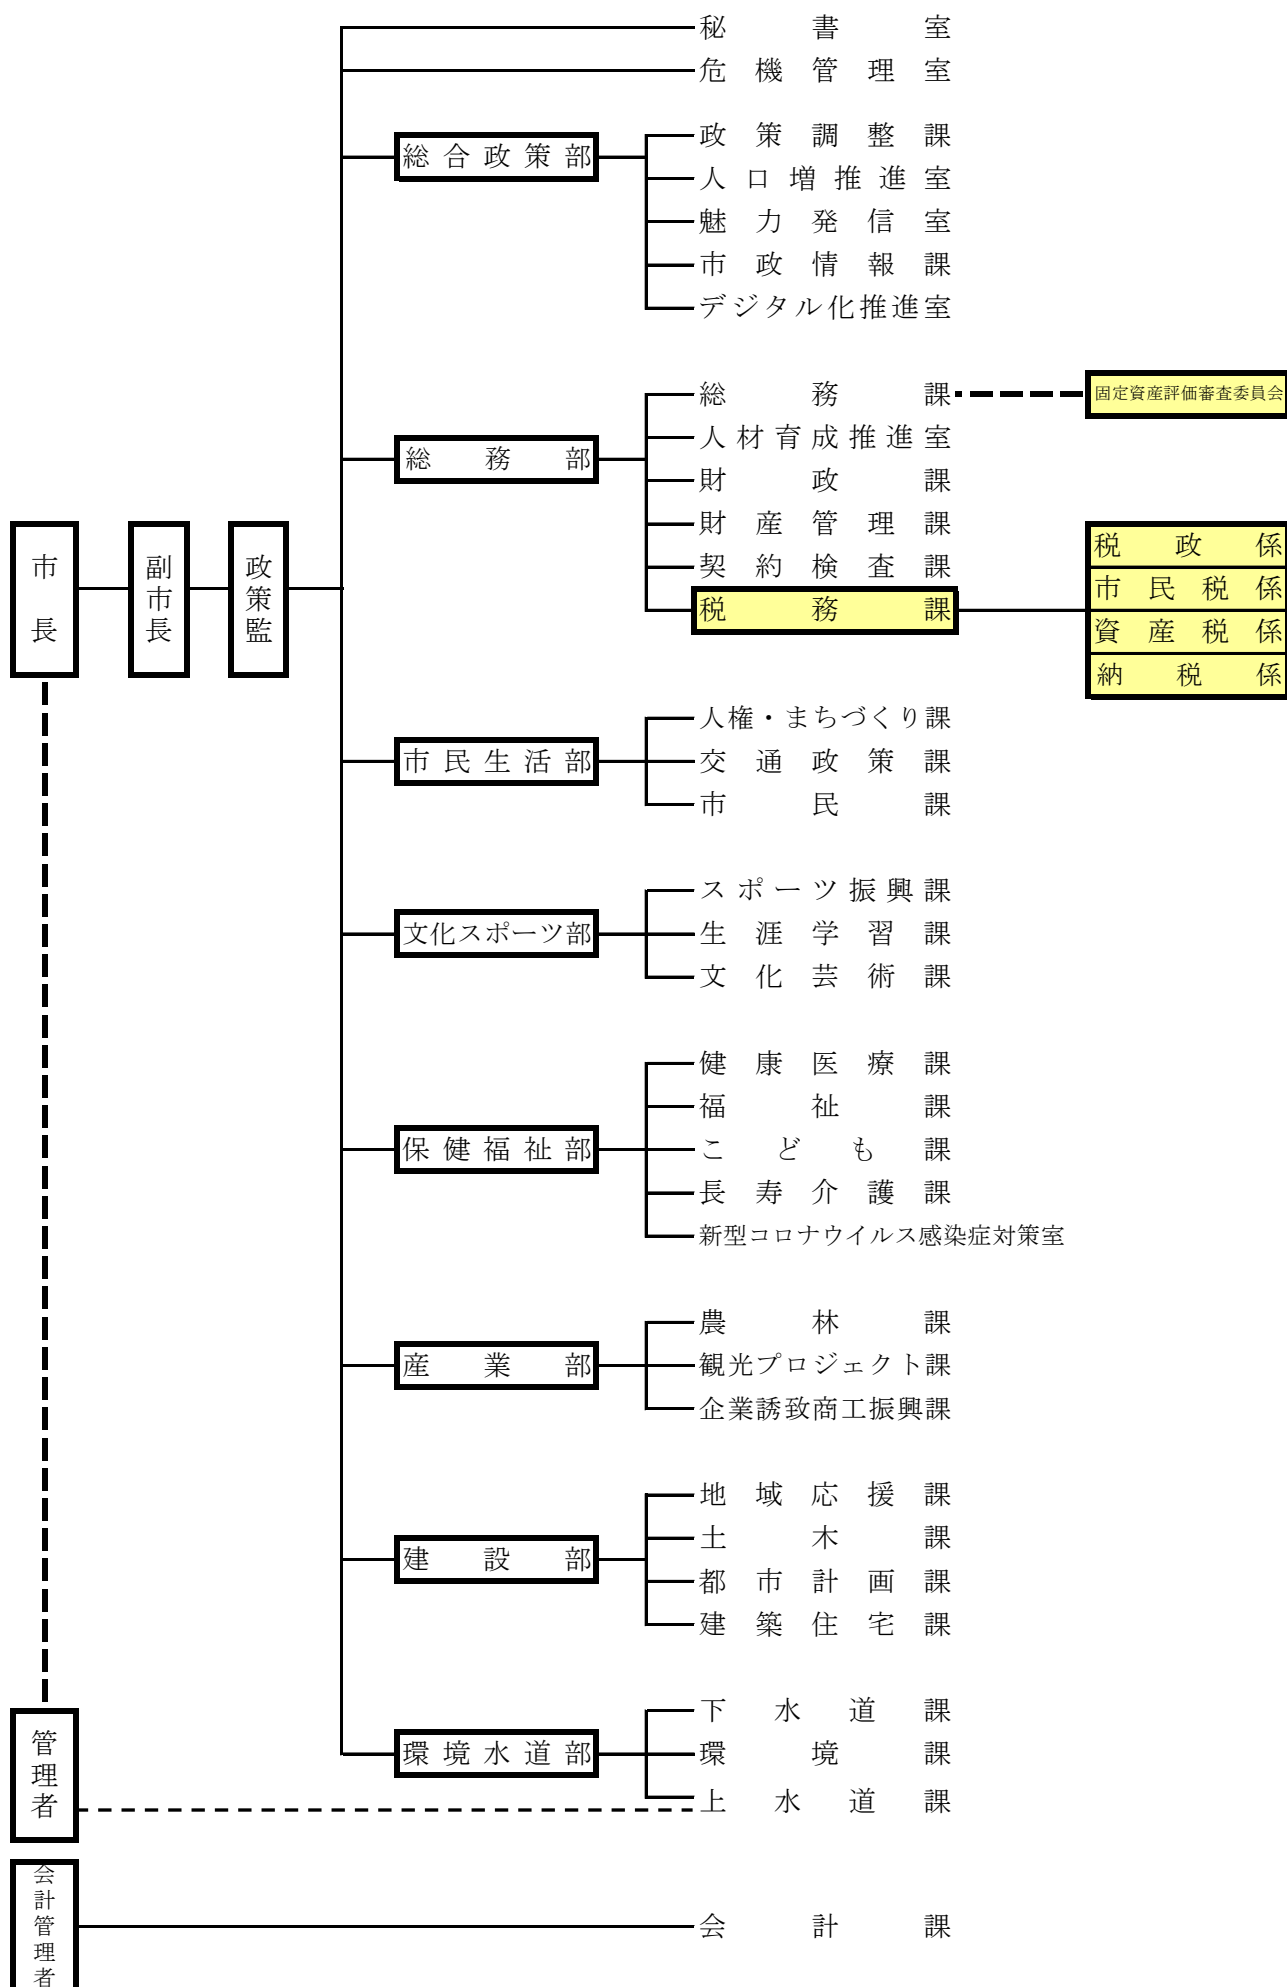 秘書室
危機管理室
総合政策部
政策調整課
人口増推進室
魅力発信室
市政情報課
デジタル化推進室
総務部
総務課
固定資産評価審査委員会
人材育成推進室
財政課
財産管理課
契約検査課
税務課
税政係
市民税係
資産税係
納税係
市長
副市長
政策監
市民生活部
人権・まちづくり課
交通政策課
市民課
文化スポーツ部
スポーツ振興課
生涯学習課
文化芸術課
保健福祉部
健康医療課
福祉課
こども課
長寿介護課
新型コロナウイルス感染症対策室
産業部
農林課
観光プロジェクト課
企業誘致商工振興課
建設部
地域応援課
土木課
都市計画課
建築住宅課
環境水道部
下水道課
環境課
上水道課
管理者
会計管理者
会計課